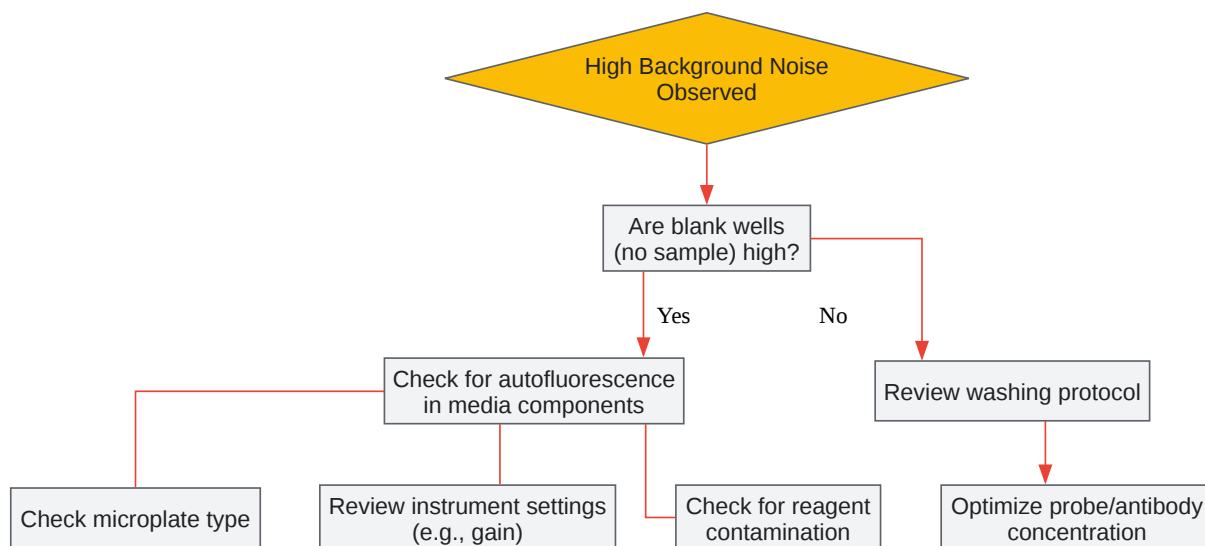 High Background Noise
Observed
Are blank wells
(no sample) high?
Yes
No
Check for autofluorescence
in media components
Review washing protocol
Check microplate type
Review instrument settings
(e.g., gain)
Check for reagent
contamination
Optimize probe/antibody
concentration